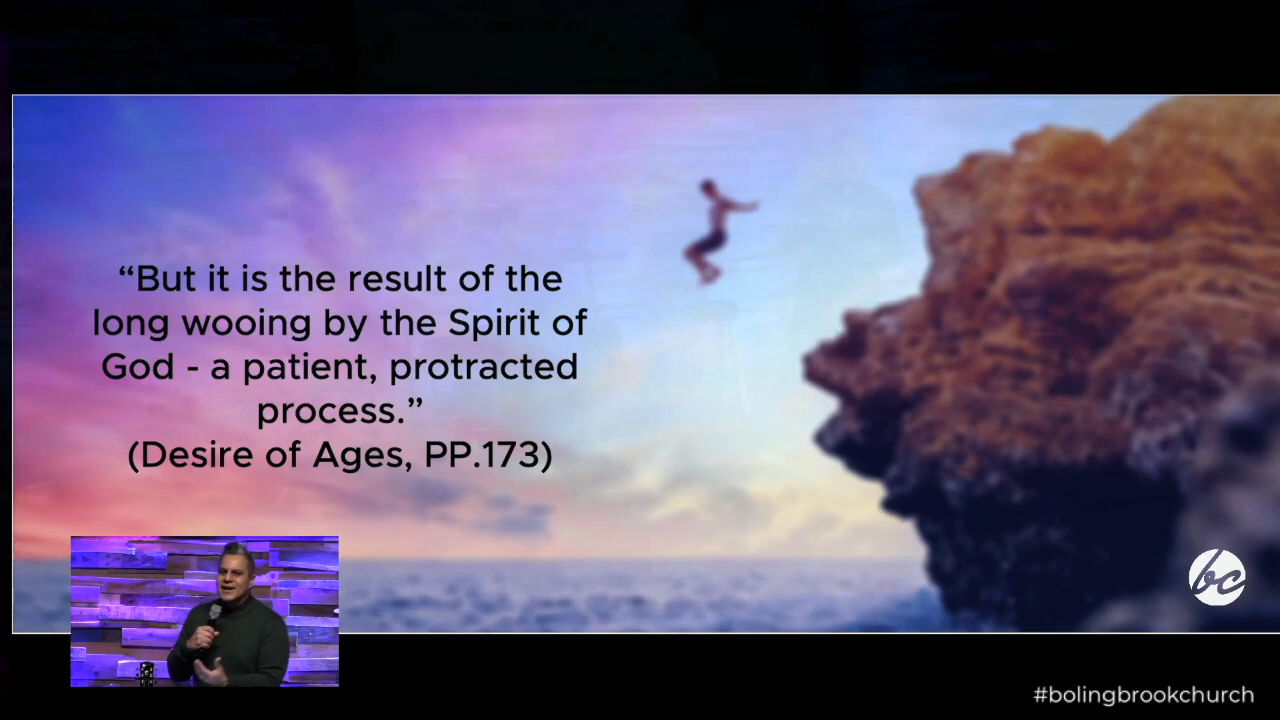 “But it is the result of the
long wooing by the Spirit of
God - a patient, protracted
process.”
(Desire of Ages, PP.173)
bc
#bolingbrookchurch